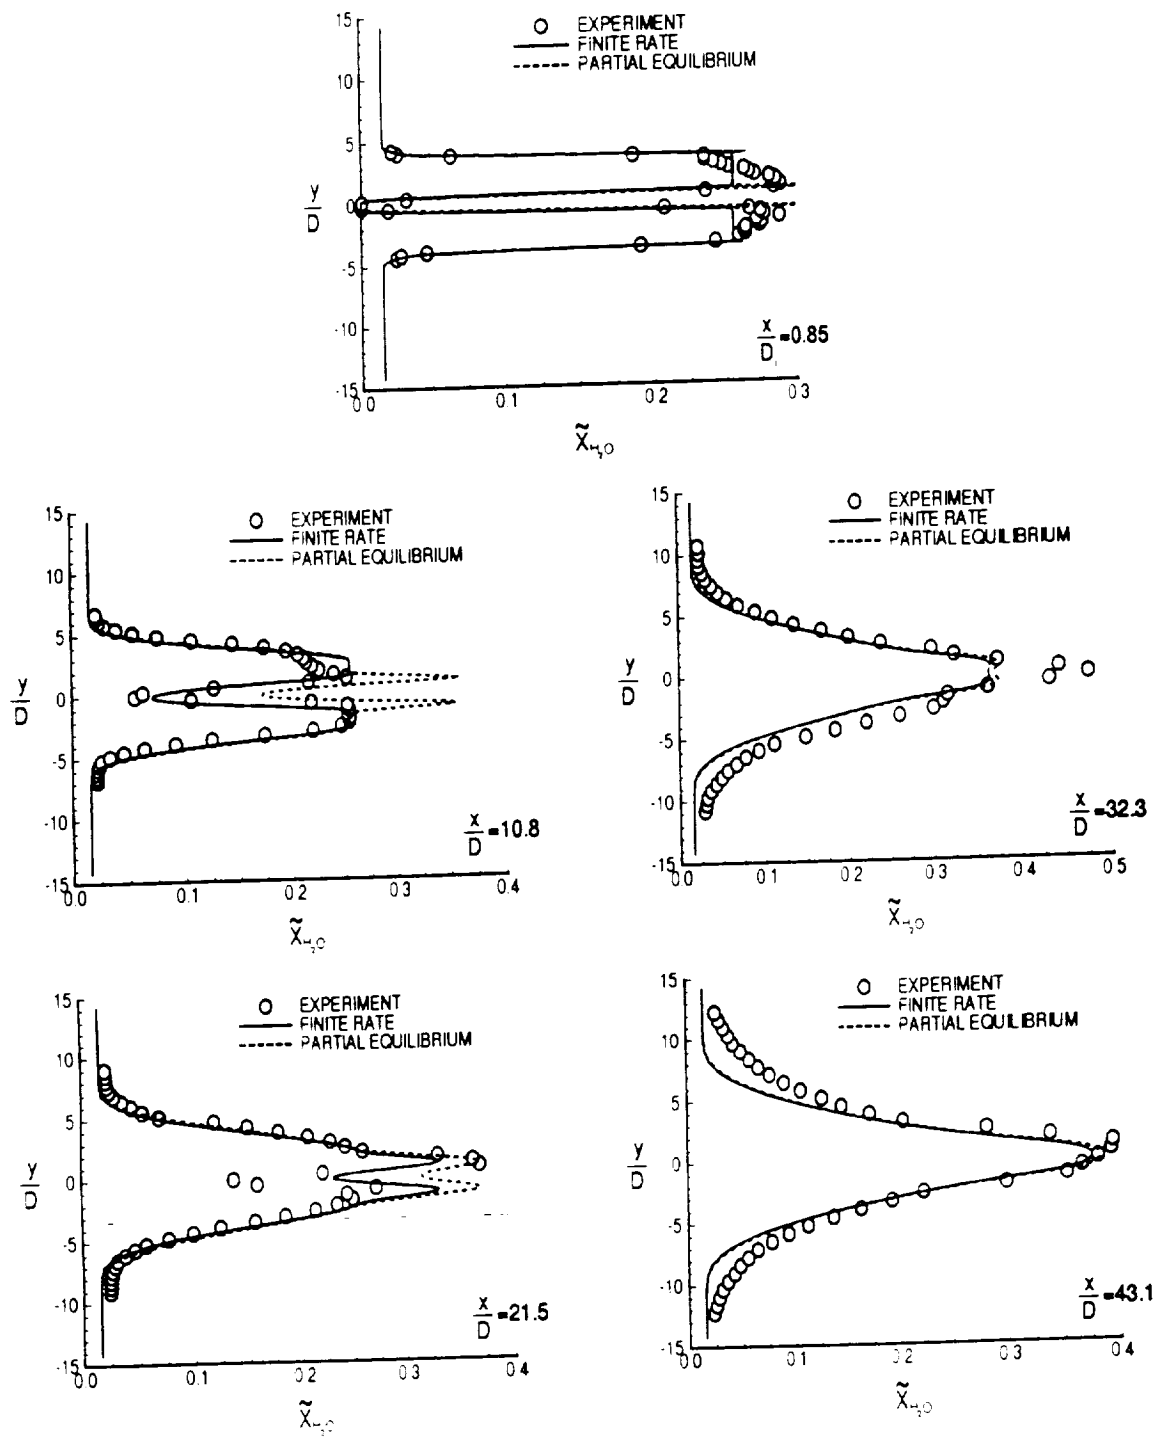 EXPERIMENT
FINITE RATE
PARTIAL EQUILIBRIUM
15
10
5
0
-5
-10
-15
y
D
x
D
=0.85
0.0
0.1
0.2
0.3
X̃H₂O
EXPERIMENT
FINITE RATE
PARTIAL EQUILIBRIUM
15
10
5
0
-5
-10
-15
y
D
x
D
=10.8
0.0
0.1
0.2
0.3
0.4
X̃H₂O
EXPERIMENT
FINITE RATE
PARTIAL EQUILIBRIUM
15
10
5
0
-5
-10
-15
y
D
x
D
=32.3
0.0
0.1
0.2
0.3
0.4
0.5
X̃H₂O
EXPERIMENT
FINITE RATE
PARTIAL EQUILIBRIUM
15
10
5
0
-5
-10
-15
y
D
x
D
=21.5
0.0
0.1
0.2
0.3
0.4
X̃H₂O
EXPERIMENT
FINITE RATE
PARTIAL EQUILIBRIUM
15
10
5
0
-5
-10
-15
y
D
x
D
=43.1
0.0
0.1
0.2
0.3
0.4
X̃H₂O